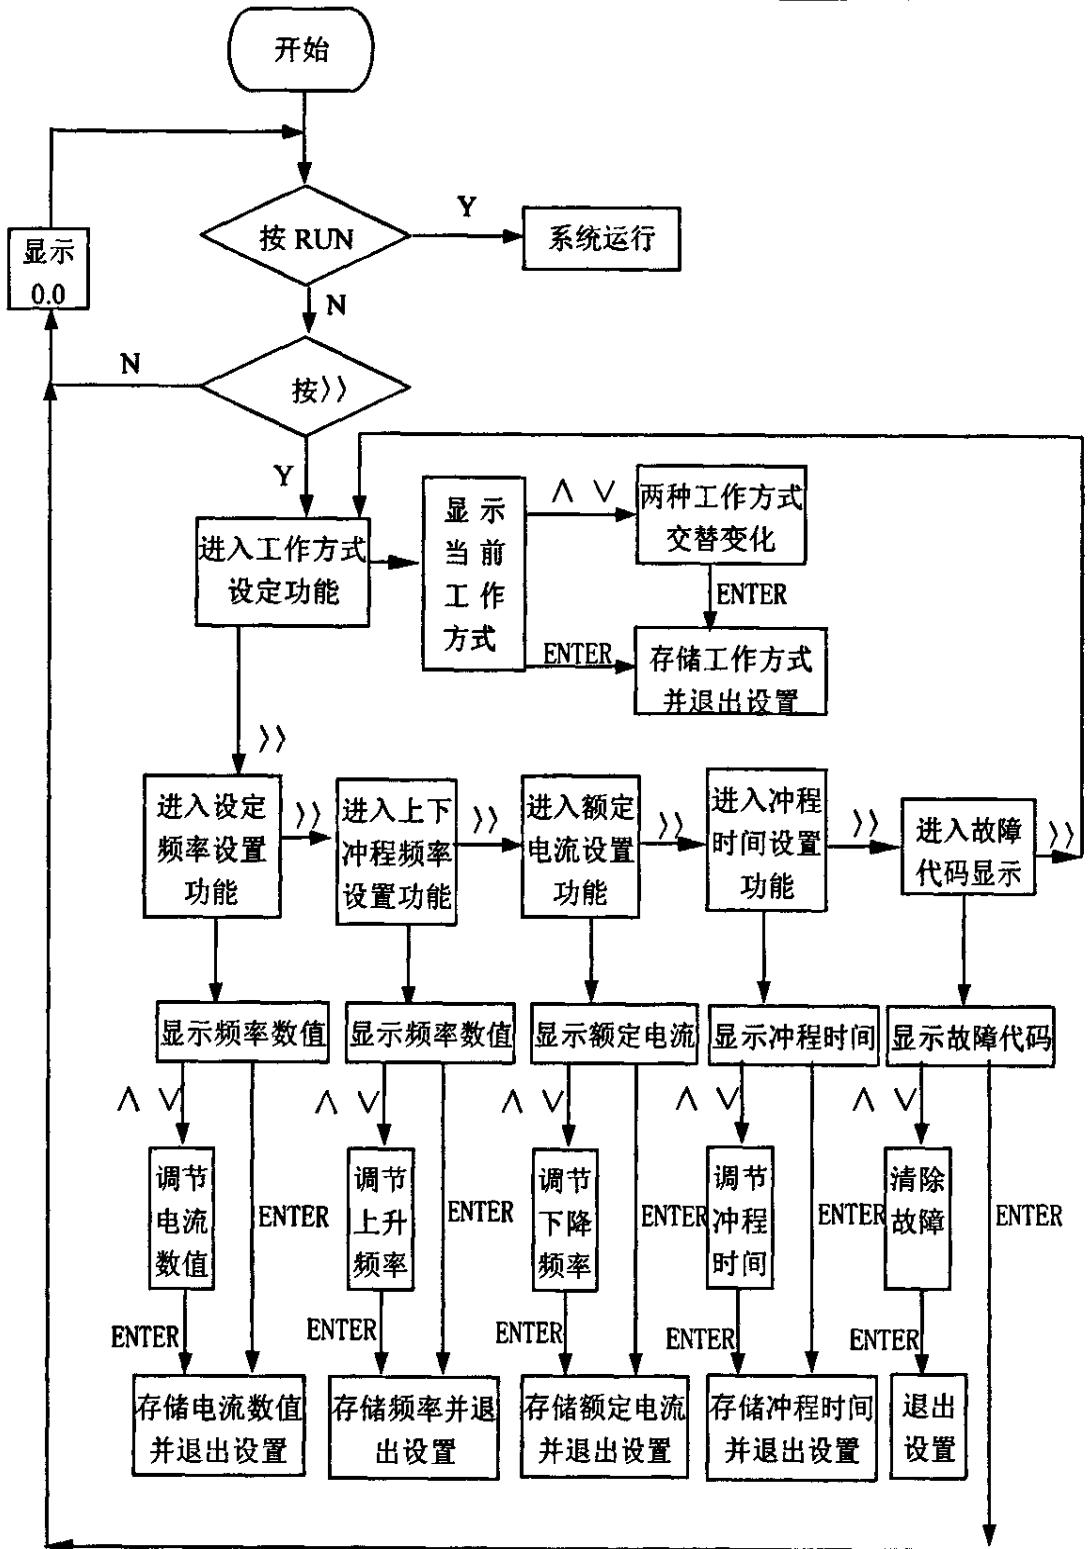 开始
按 RUN
Y
系统运行
显示
0.0
N
N
按》
Y
进入工作方式
设定功能
显示
当前
工作
方式
∧ ∨
两种工作方式
交替变化
ENTER
ENTER
存储工作方式
并退出设置
》
进入设定
频率设置
功能
》
进入上下
冲程频率
设置功能
》
进入额定
电流设置
功能
》
进入冲程
时间设置
功能
》
进入故障
代码显示
》
显示频率数值
显示频率数值
显示额定电流
显示冲程时间
显示故障代码
∧ ∨
∧ ∨
∧ ∨
∧ ∨
∧ ∨
调节
电流
数值
ENTER
调节
上升
频率
ENTER
调节
下降
频率
ENTER
调节
冲程
时间
ENTER
清除
故障
ENTER
ENTER
ENTER
ENTER
ENTER
ENTER
存储电流数值
并退出设置
存储频率并退
出设置
存储额定电流
并退出设置
存储冲程时间
并退出设置
退出
设置